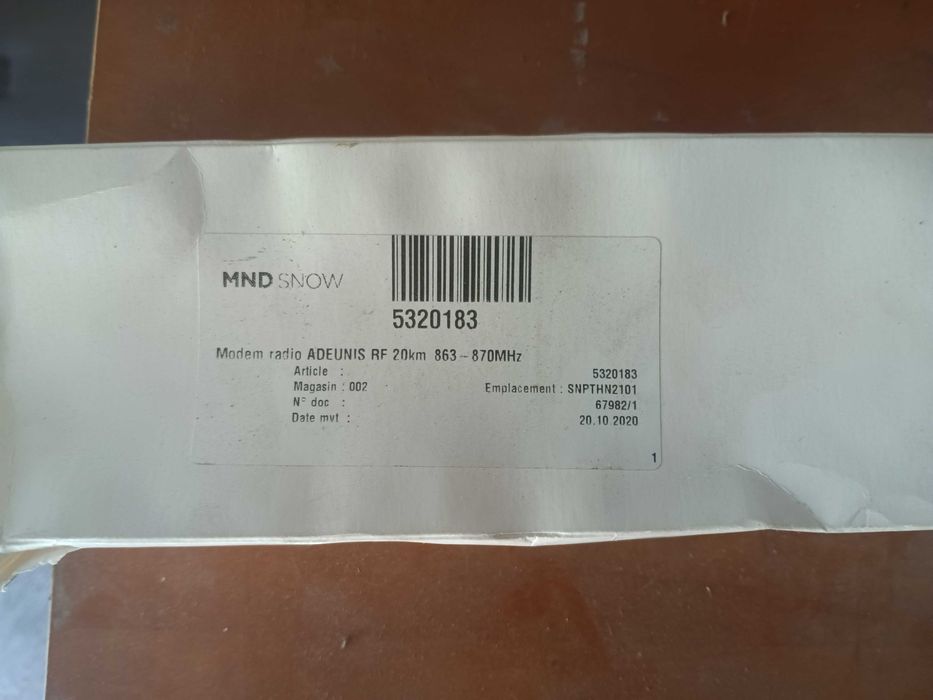 MND SNOW
5320183
Modem radio ADEUNIS RF 20km 863-870MHz
Article : 5320183
Magasin : 002 Emplacement : SNPTHN2101
N° doc : 67982/1
Date mvt : 20.10.2020
1